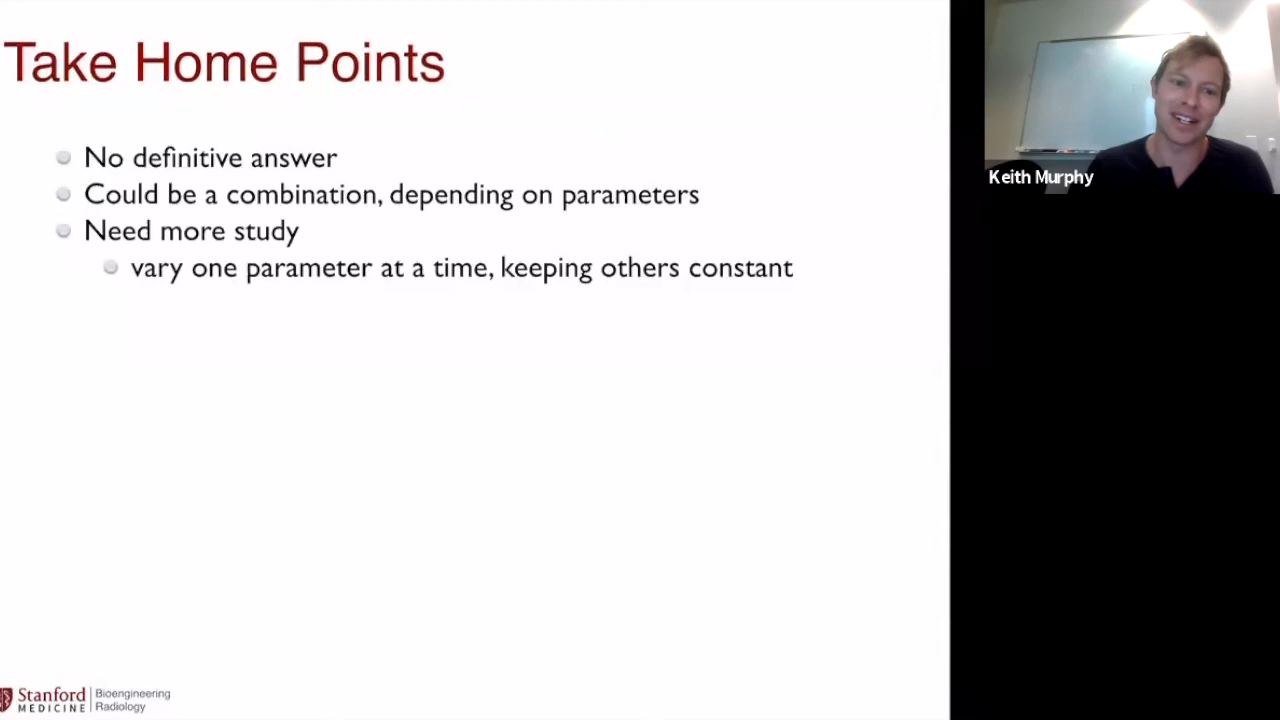 Take Home Points
No definitive answer
Could be a combination, depending on parameters
Need more study
vary one parameter at a time, keeping others constant
Keith Murphy
Stanford
MEDICINE
Bioengineering
Radiology